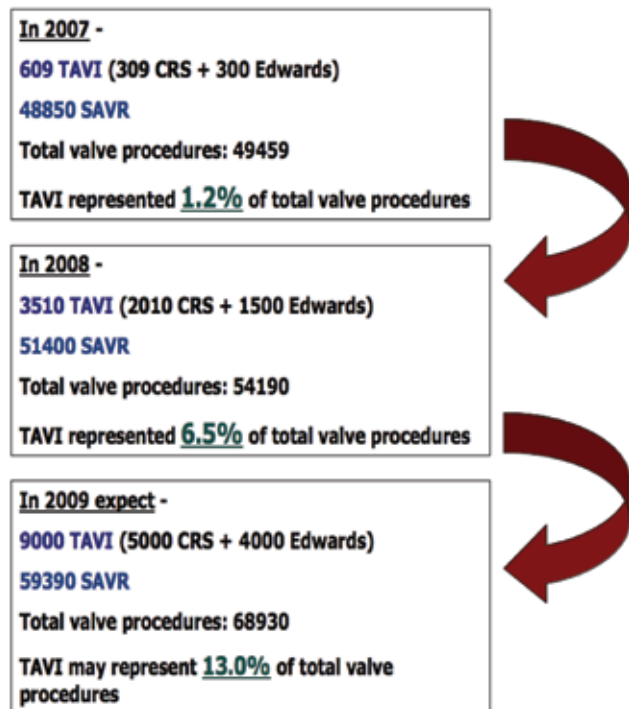 In 2007 -
609 TAVI (309 CRS + 300 Edwards)
48850 SAVR
Total valve procedures: 49459
TAVI represented 1.2% of total valve procedures
In 2008 -
3510 TAVI (2010 CRS + 1500 Edwards)
51400 SAVR
Total valve procedures: 54190
TAVI represented 6.5% of total valve procedures
In 2009 expect -
9000 TAVI (5000 CRS + 4000 Edwards)
59390 SAVR
Total valve procedures: 68930
TAVI may represent 13.0% of total valve
procedures